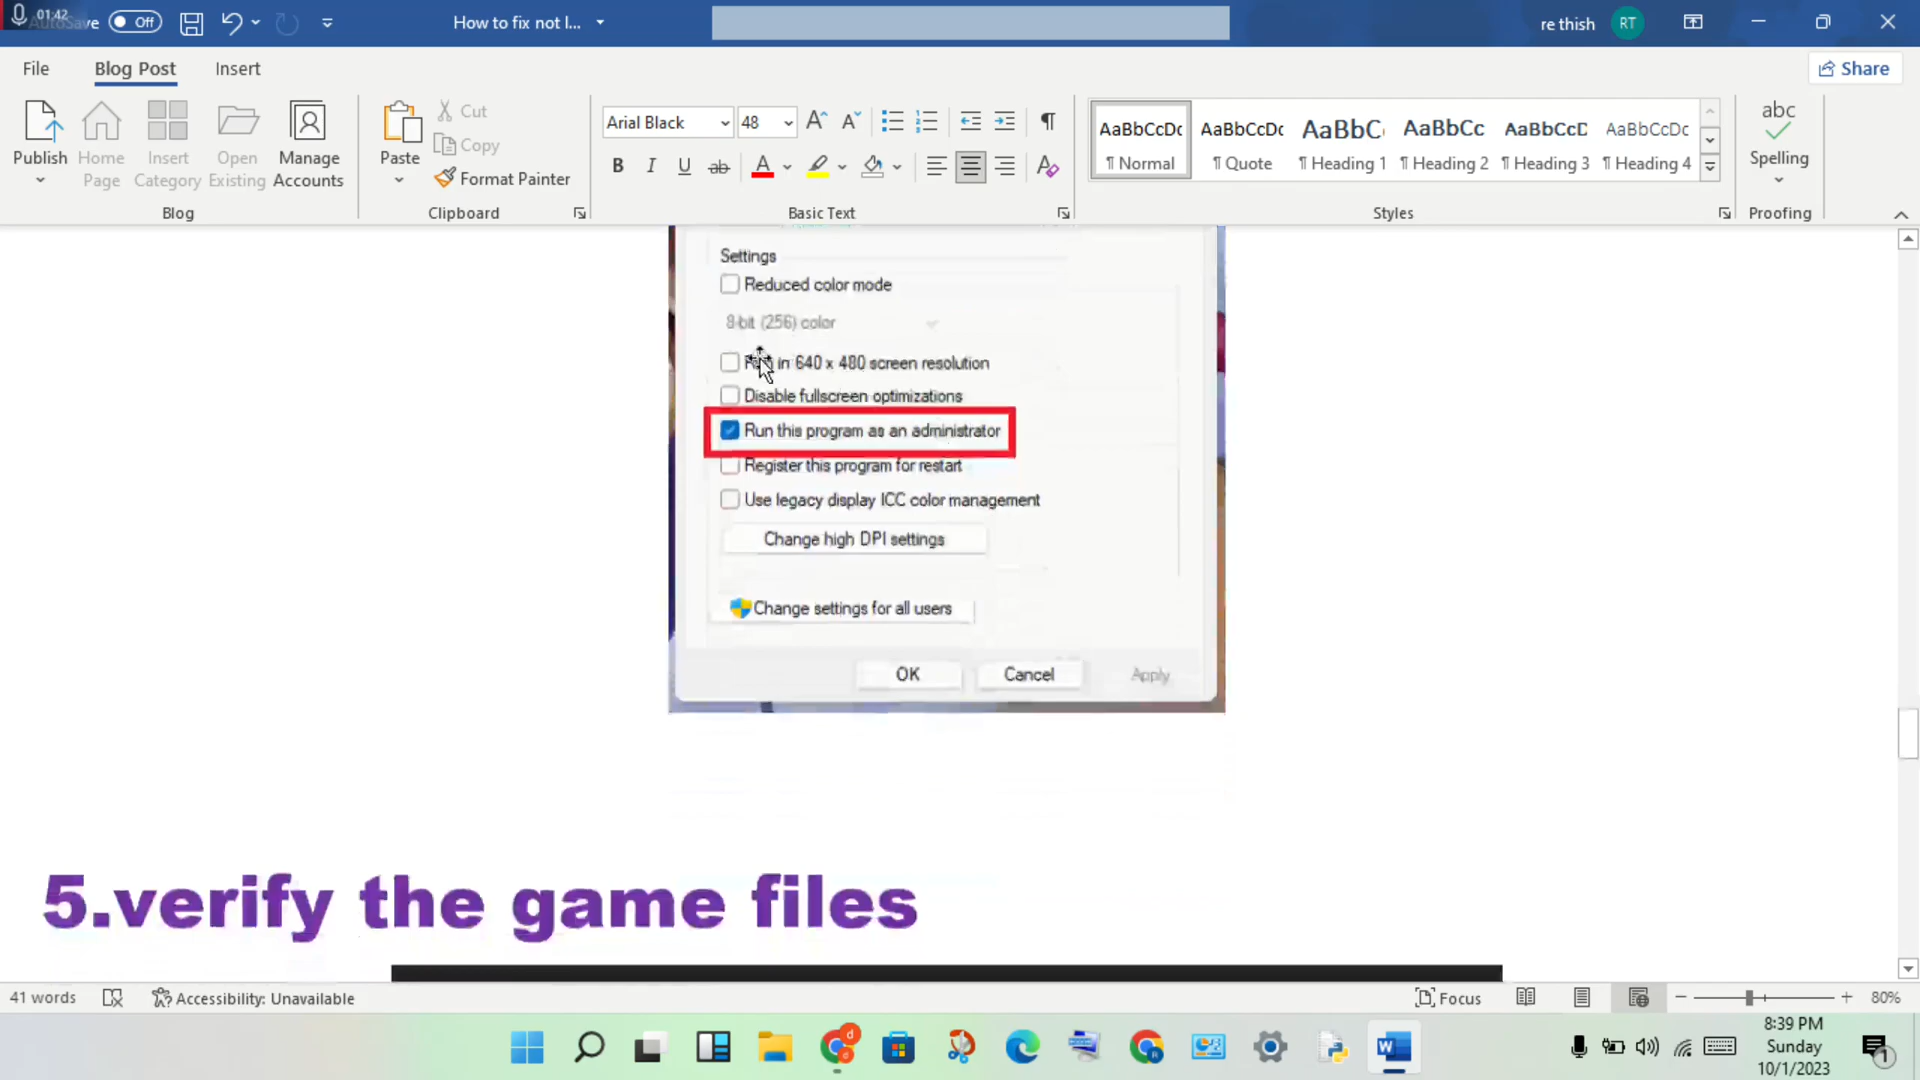 01:42
Off
How to fix not l...
re thish
RT
File
Blog Post
Insert
Share
Publish
Home Page
Insert Category
Open Existing
Manage Accounts
Blog
Paste
Cut
Copy
Format Painter
Clipboard
Arial Black
48
Basic Text
AaBbCcDc
¶ Normal
AaBbCcDc
¶ Quote
AaBbC
¶ Heading 1
AaBbCc
¶ Heading 2
AaBbCcD
¶ Heading 3
AaBbCcDc
¶ Heading 4
Styles
abc
Spelling
Proofing
Settings
Reduced color mode
8-bit (256) color
in 640 x 480 screen resolution
Disable fullscreen optimizations
Run this program as an administrator
Register this program for restart
Use legacy display ICC color management
Change high DPI settings
Change settings for all users
OK
Cancel
Apply
5.verify the game files
41 words
Accessibility: Unavailable
Focus
80%
8:39 PM
Sunday
10/1/2023
1